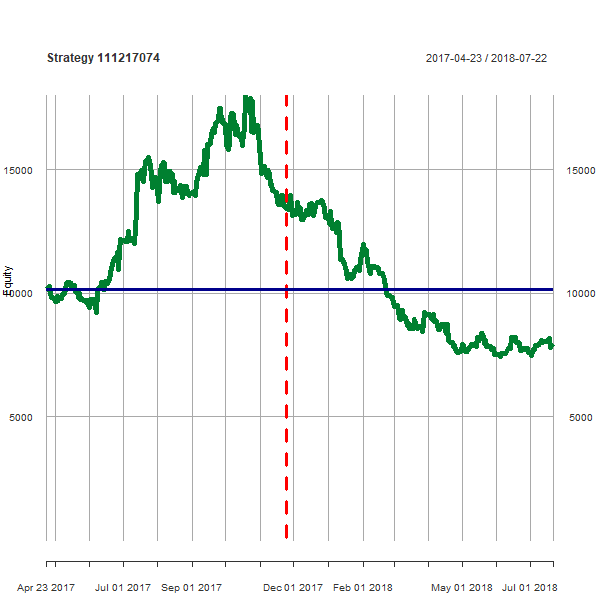 Strategy 111217074
2017-04-23 / 2018-07-22
15000
15000
Equity
10000
10000
5000
5000
Apr 23 2017
Jul 01 2017
Sep 01 2017
Dec 01 2017
Feb 01 2018
May 01 2018
Jul 01 2018